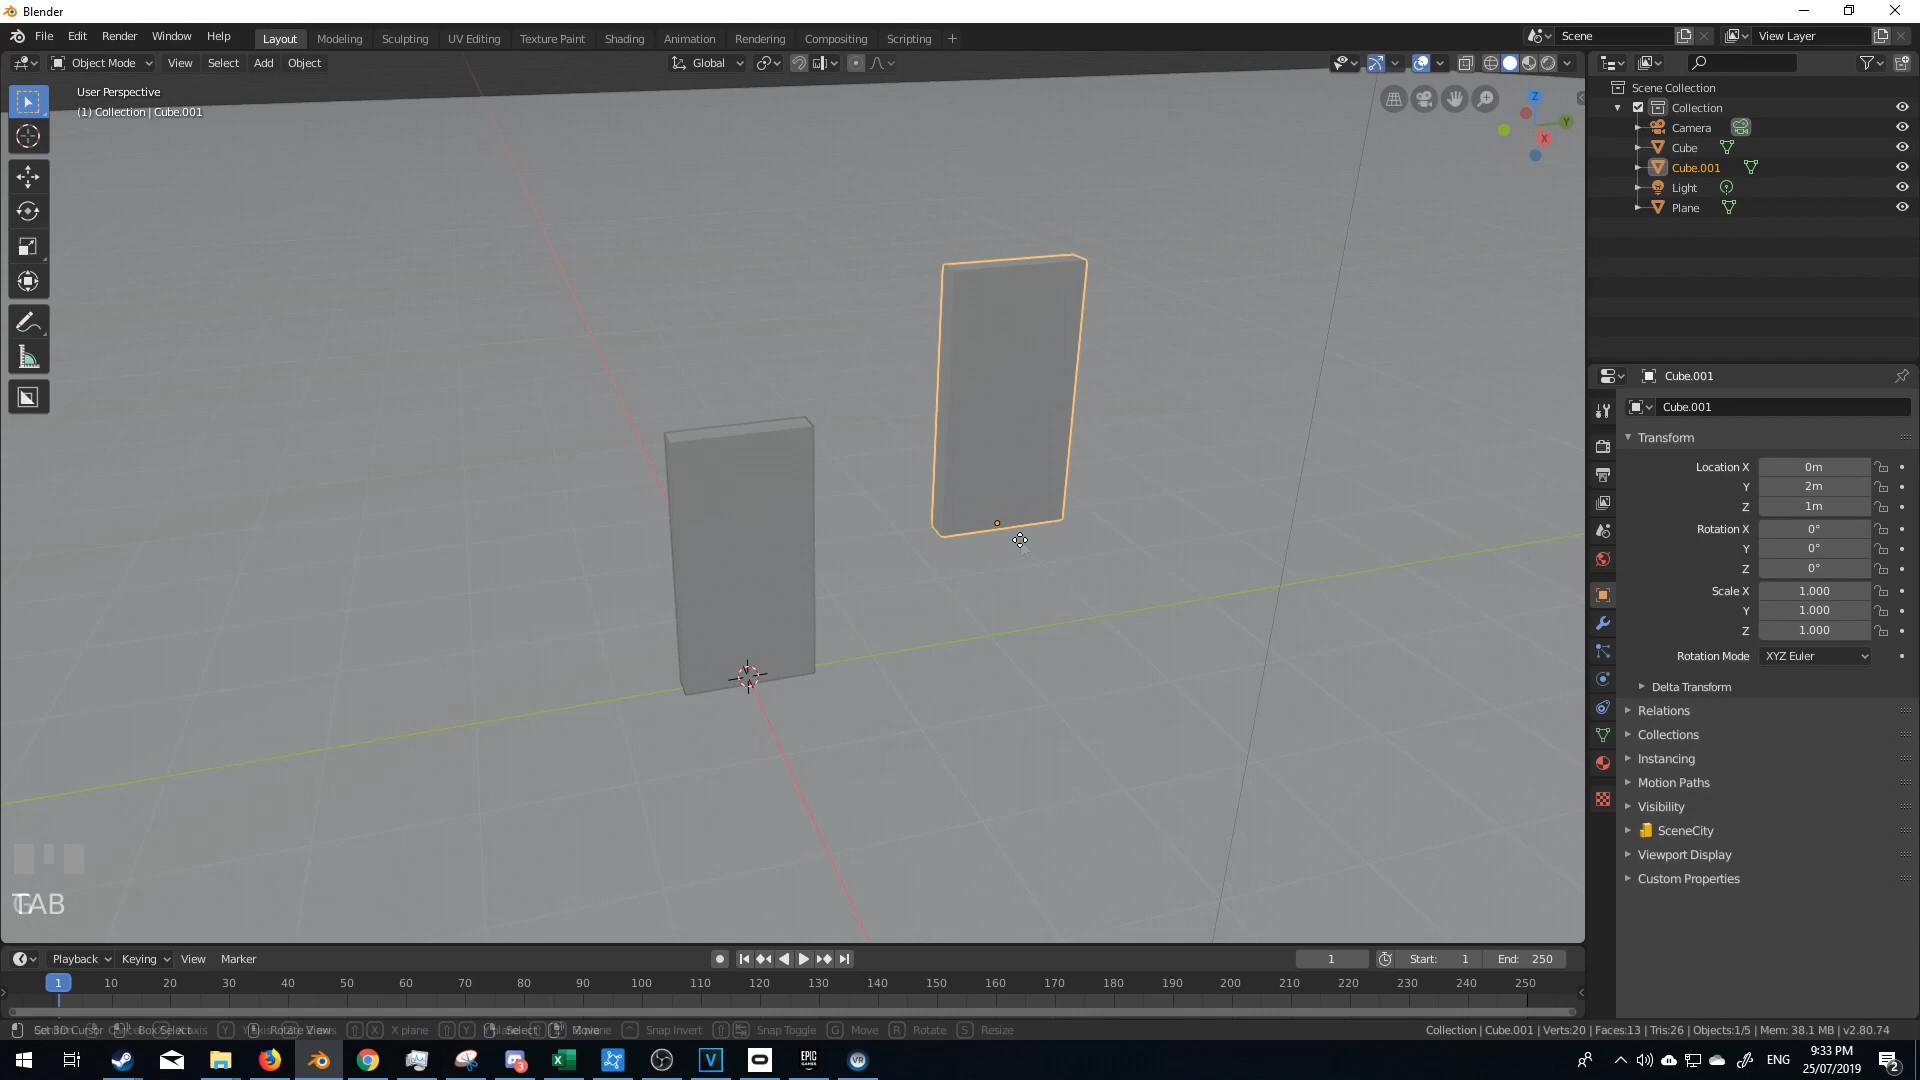 Blender
File Edit Render Window Help
Layout Modeling Sculpting UV Editing Texture Paint Shading Animation Rendering Compositing Scripting +
Scene
View Layer
Object Mode View Select Add Object
Global
User Perspective
(1) Collection | Cube.001
Z
Y
X
Scene Collection
Collection
Camera
Cube
Cube.001
Light
Plane
Cube.001
Cube.001
Transform
Location X 0m
Y 2m
Z 1m
Rotation X 0°
Y 0°
Z 0°
Scale X 1.000
Y 1.000
Z 1.000
Rotation Mode XYZ Euler
Delta Transform
Relations
Collections
Instancing
Motion Paths
Visibility
SceneCity
Viewport Display
Custom Properties
TAB
Playback Keying View Marker
1 Start: 1 End: 250
1 10 20 30 40 50 60 70 80 90 100 110 120 130 140 150 160 170 180 190 200 210 220 230 240 250
Snap Invert Snap Toggle G Move R Rotate S Resize
Collection | Cube.001 | Verts:20 | Faces:13 | Tris:26 | Objects:1/5 | Mem: 38.1 MB | v2.80.74
3
EPIC GAMES
VR
ENG
9:33 PM
25/07/2019
2